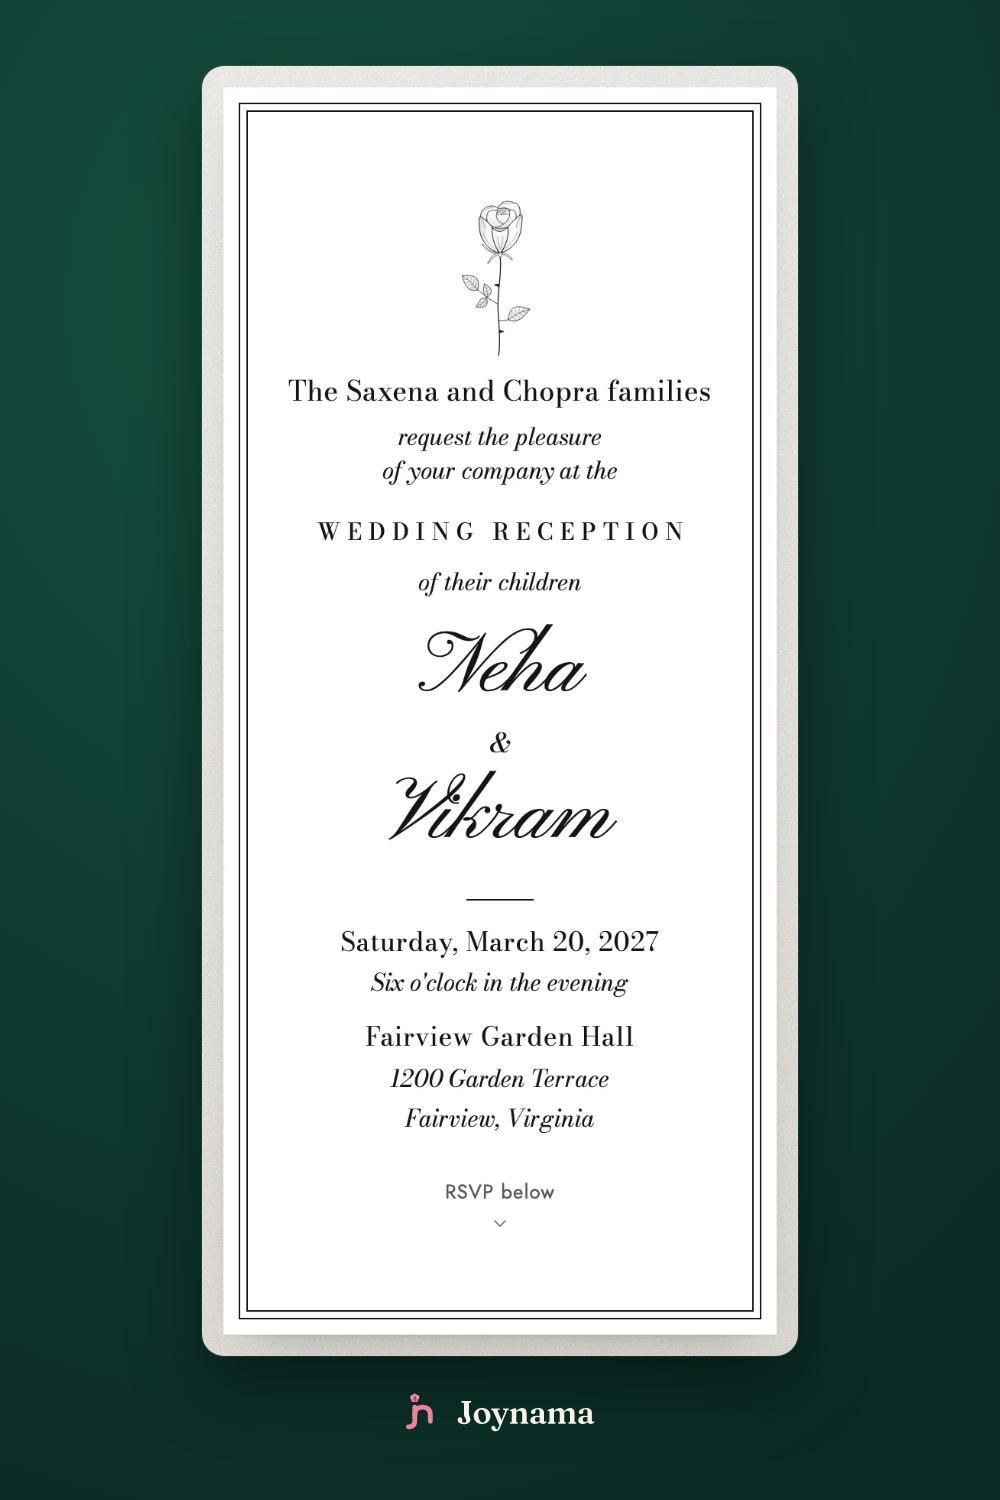 The Saxena and Chopra families
request the pleasure
of your company at the
WEDDING RECEPTION
of their children
Neha
&
Vikram
Saturday, March 20, 2027
Six o'clock in the evening
Fairview Garden Hall
1200 Garden Terrace
Fairview, Virginia
RSVP below
jn Joynama